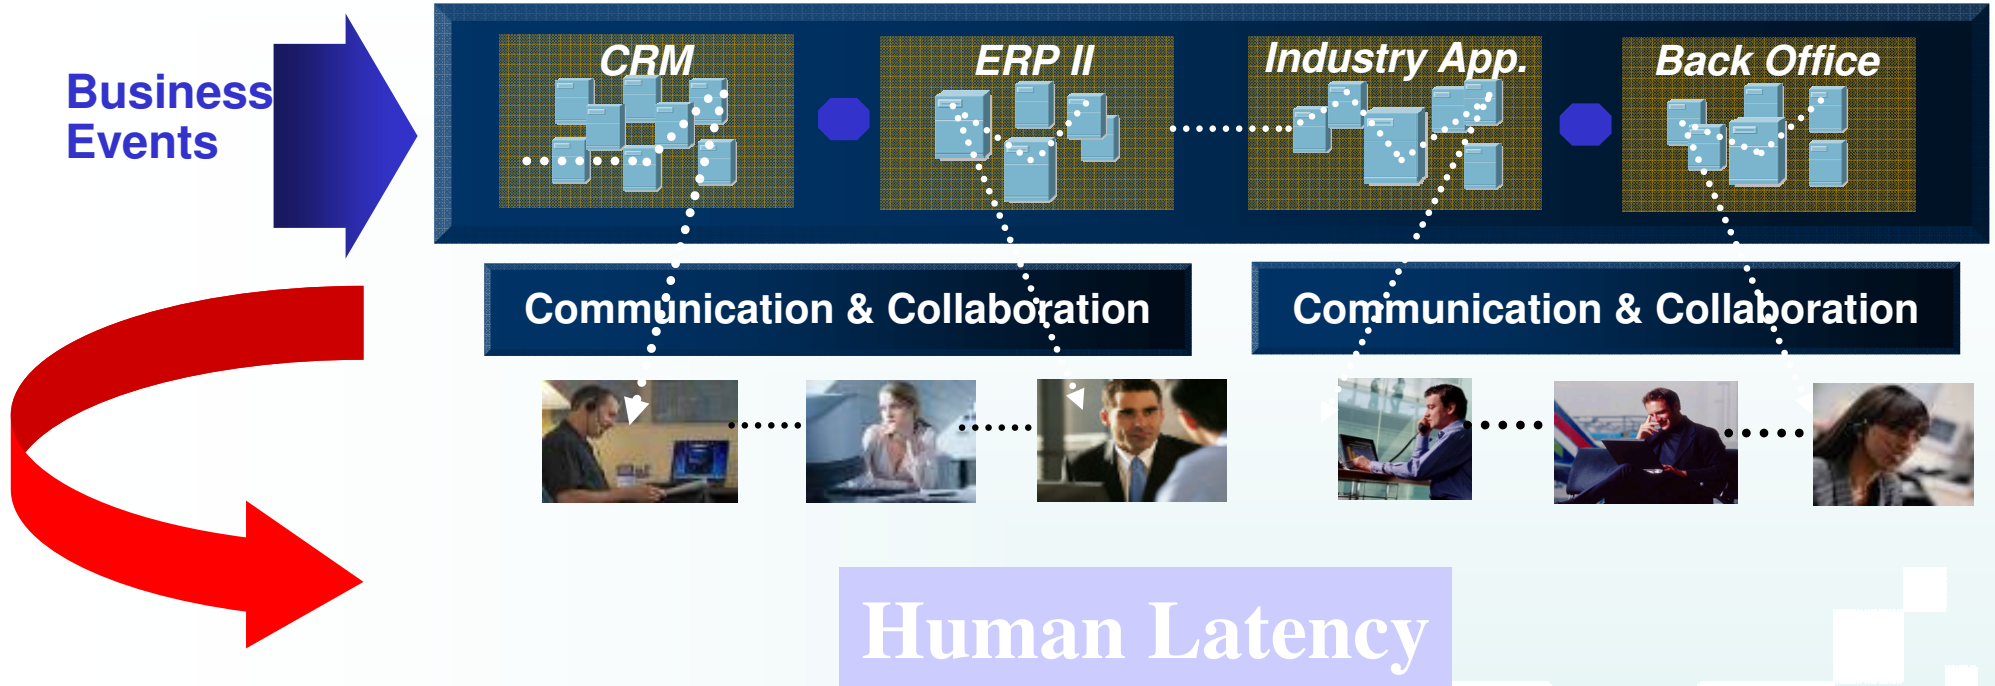 Business
Events
CRM
ERP II
Industry App.
Back Office
Communication & Collaboration
Communication & Collaboration
Human Latency